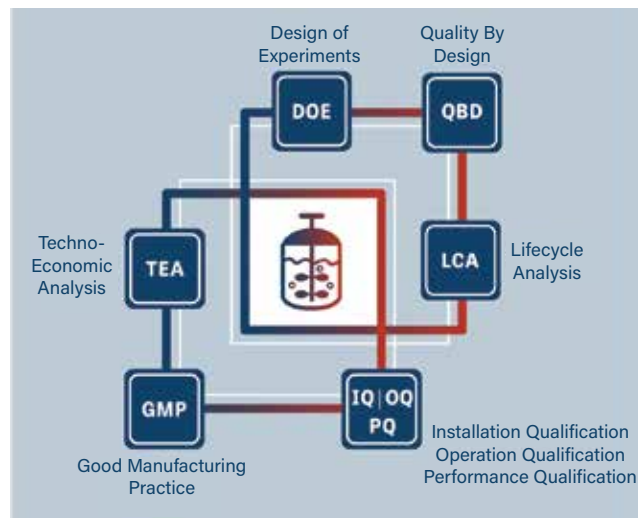 Design of
Experiments
Quality By
Design
DOE
QBD
Techno-
Economic
Analysis
TEA
LCA
Lifecycle
Analysis
GMP
IQ|OQ
PQ
Good Manufacturing
Practice
Installation Qualification
Operation Qualification
Performance Qualification